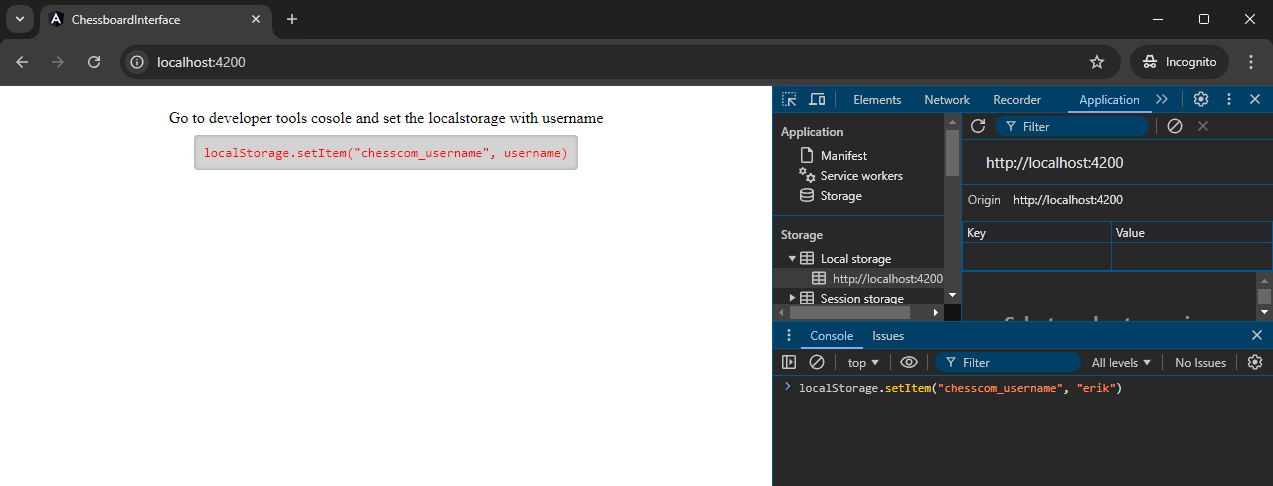 ChessboardInterface
localhost:4200
Incognito
Go to developer tools cosole and set the localstorage with username
localStorage.setItem("chesscom_username", username)
Elements Network Recorder Application
Application
Manifest
Service workers
Storage
Storage
Local storage
http://localhost:4200
Session storage
Filter
http://localhost:4200
Origin http://localhost:4200
Key Value
Console Issues
top Filter All levels No Issues
localStorage.setItem("chesscom_username", "erik")